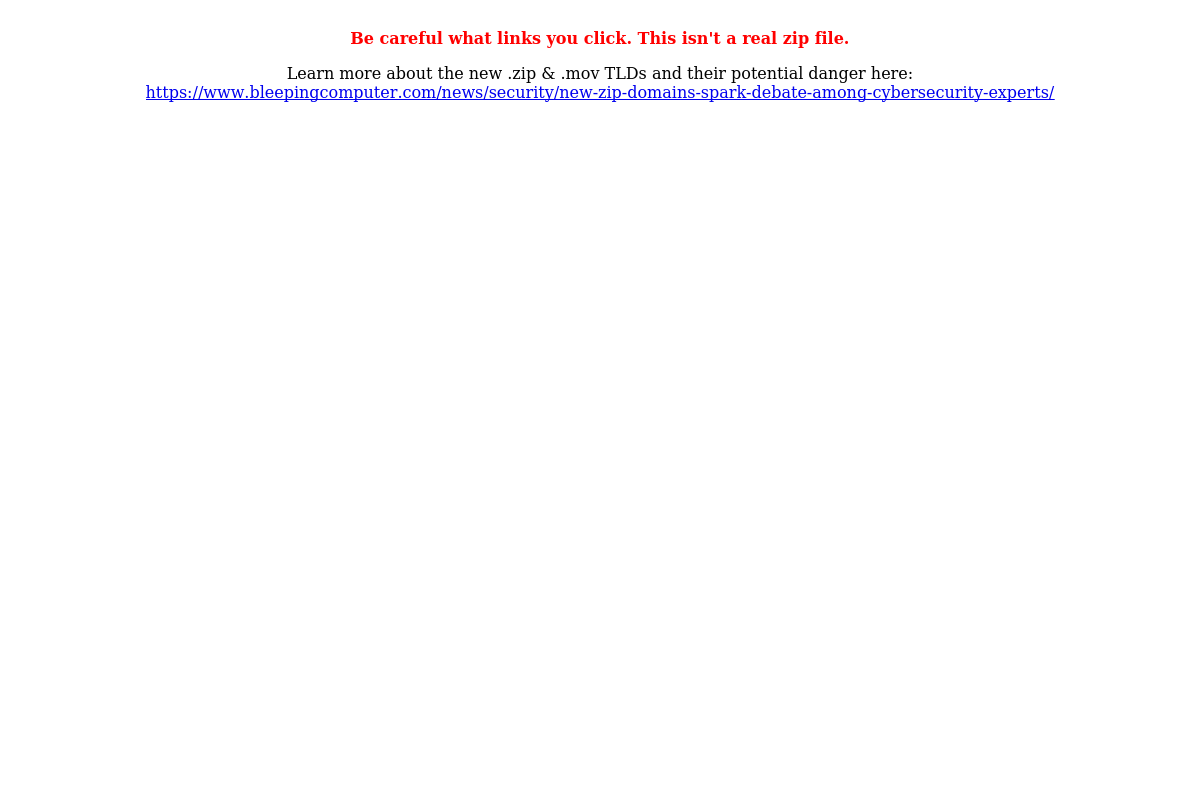 Be careful what links you click. This isn't a real zip file.
Learn more about the new .zip & .mov TLDs and their potential danger here:
https://www.bleepingcomputer.com/news/security/new-zip-domains-spark-debate-among-cybersecurity-experts/